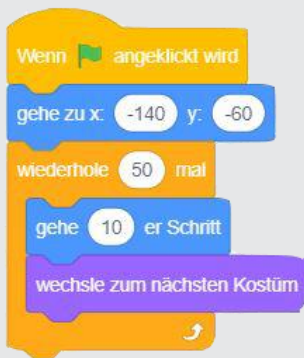 Wenn angeklickt wird
gehe zu x: -140 y: -60
wiederhole 50 mal
gehe 10 er Schritt
wechsle zum nächsten Kostüm